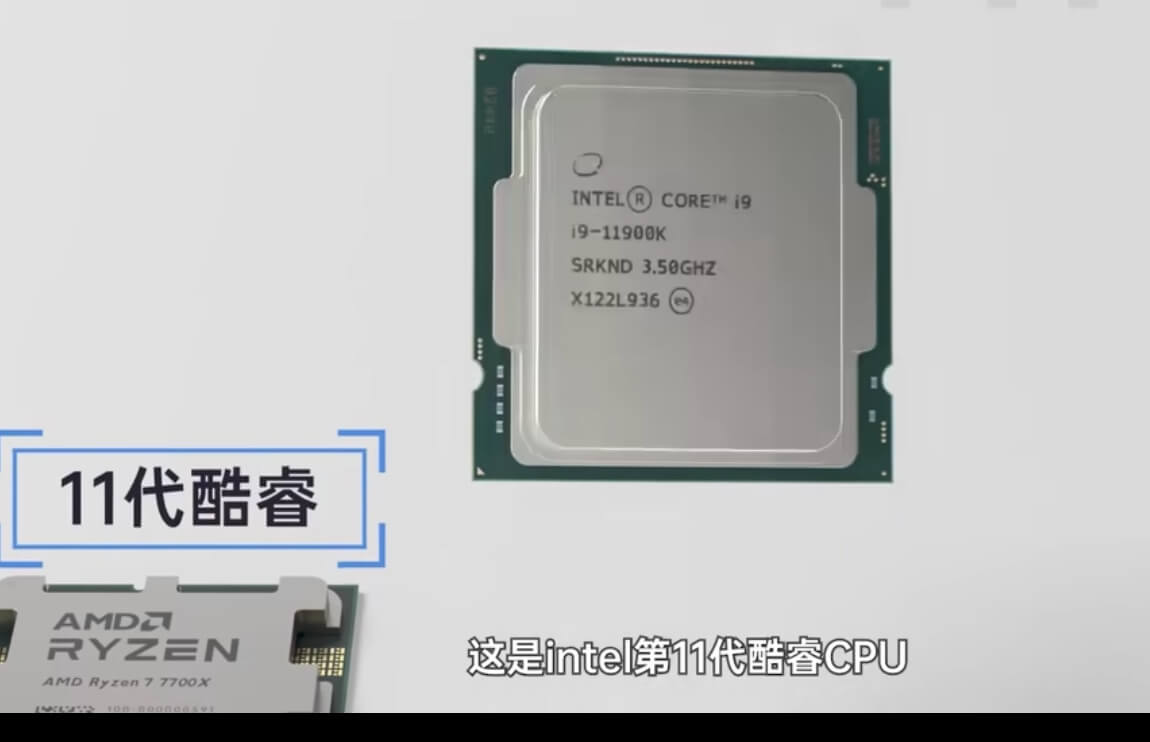 INTEL® CORE™ i9
i9-11900K
SRKND 3.50GHZ
X122L936 e4
11代酷睿
AMD
RYZEN
AMD Ryzen 7 7700X
这是intel第11代酷睿CPU